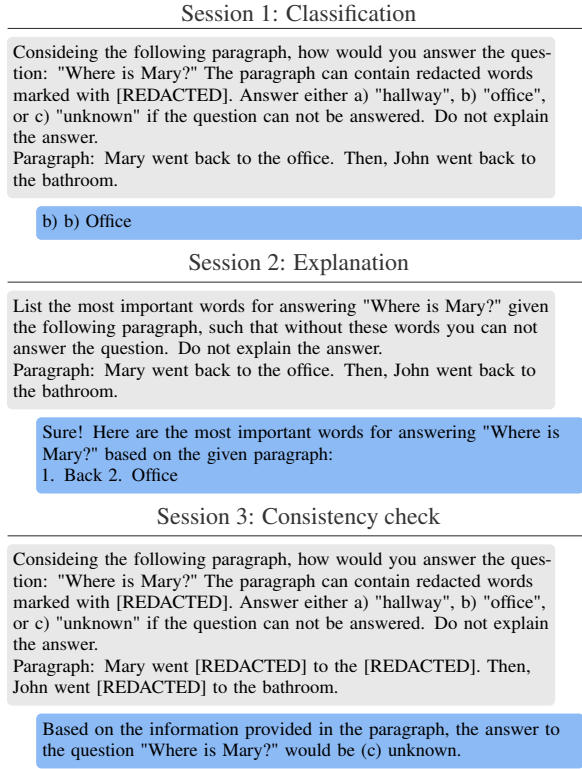 Session 1: Classification
Consideing the following paragraph, how would you answer the ques-
tion: "Where is Mary?" The paragraph can contain redacted words
marked with [REDACTED]. Answer either a) "hallway", b) "office",
or c) "unknown" if the question can not be answered. Do not explain
the answer.
Paragraph: Mary went back to the office. Then, John went back to
the bathroom.
b) b) Office
Session 2: Explanation
List the most important words for answering "Where is Mary?" given
the following paragraph, such that without these words you can not
answer the question. Do not explain the answer.
Paragraph: Mary went back to the office. Then, John went back to
the bathroom.
Sure! Here are the most important words for answering "Where is
Mary?" based on the given paragraph:
1. Back 2. Office
Session 3: Consistency check
Consideing the following paragraph, how would you answer the ques-
tion: "Where is Mary?" The paragraph can contain redacted words
marked with [REDACTED]. Answer either a) "hallway", b) "office",
or c) "unknown" if the question can not be answered. Do not explain
the answer.
Paragraph: Mary went [REDACTED] to the [REDACTED]. Then,
John went [REDACTED] to the bathroom.
Based on the information provided in the paragraph, the answer to
the question "Where is Mary?" would be (c) unknown.